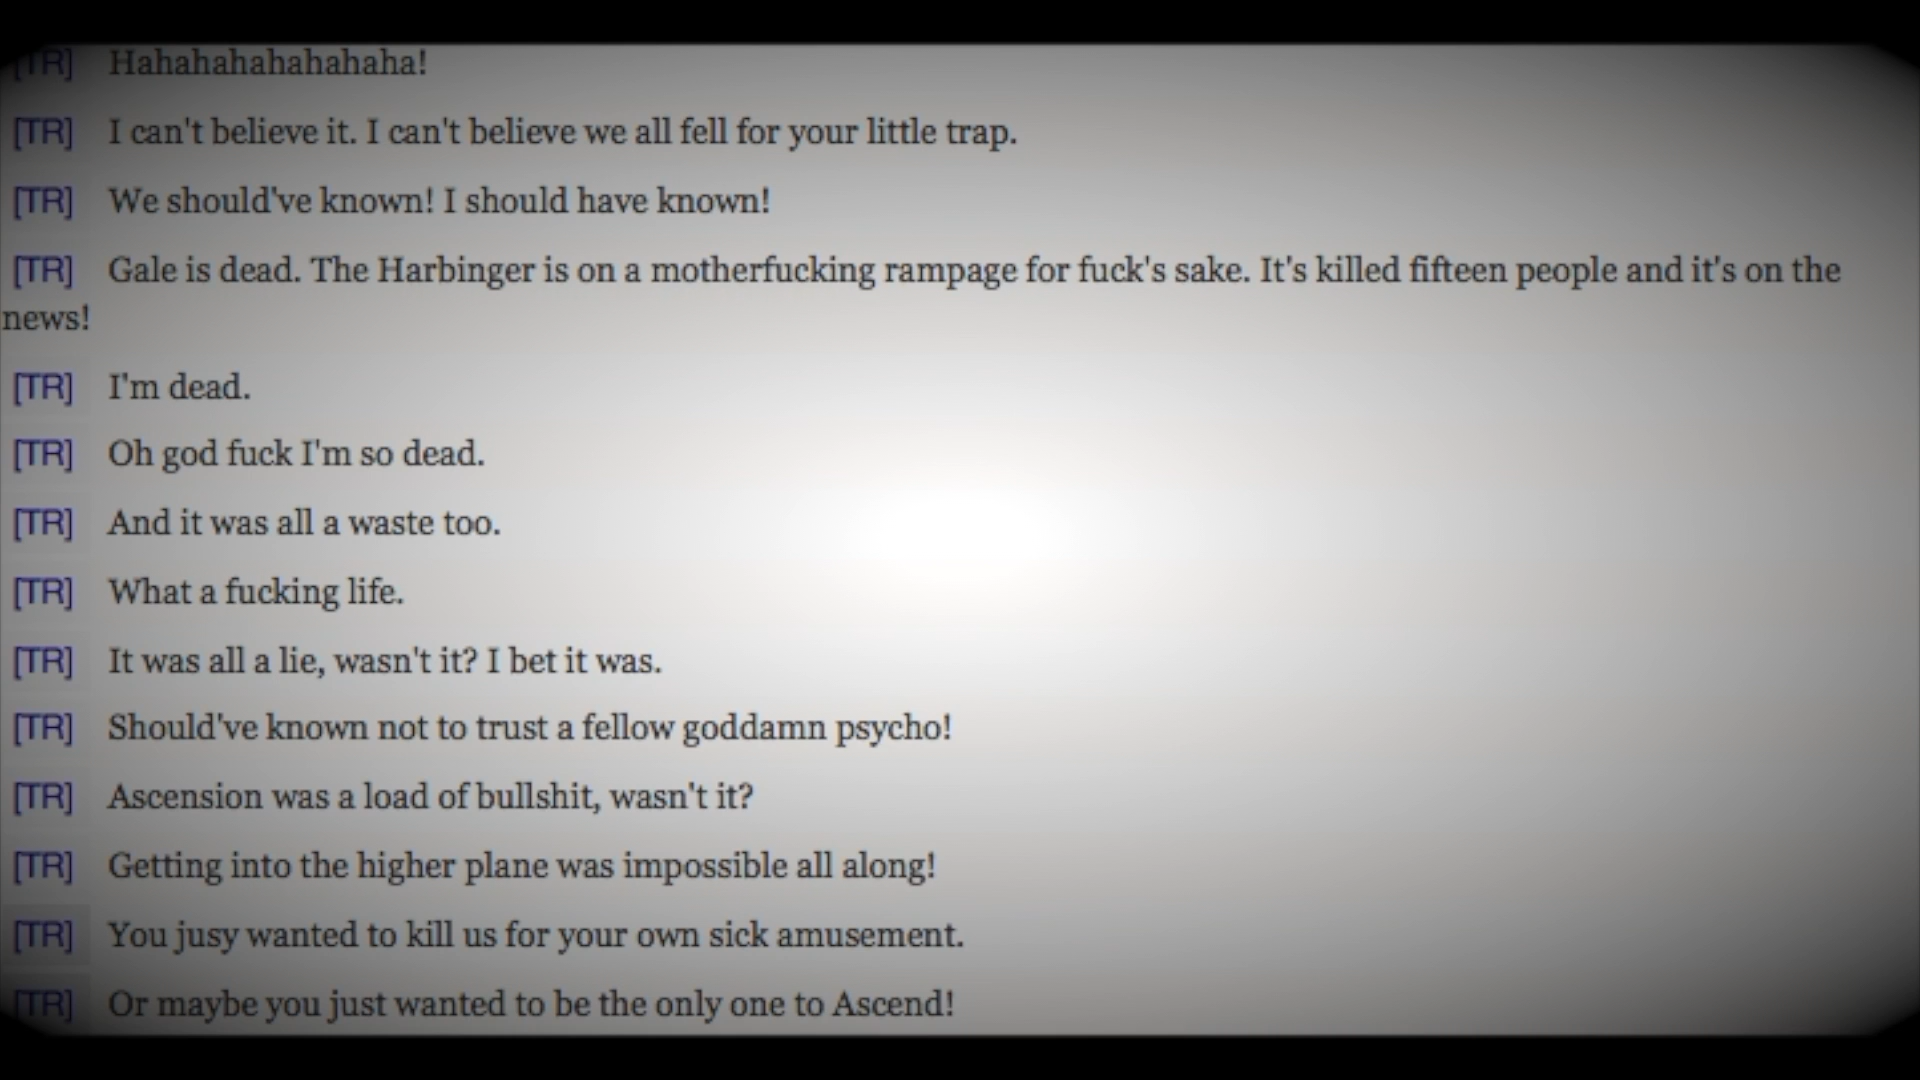 [TR] Hahahahahahahaha!
[TR] I can't believe it. I can't believe we all fell for your little trap.
[TR] We should've known! I should have known!
[TR] Gale is dead. The Harbinger is on a motherfucking rampage for fuck's sake. It's killed fifteen people and it's on the
news!
[TR] I'm dead.
[TR] Oh god fuck I'm so dead.
[TR] And it was all a waste too.
[TR] What a fucking life.
[TR] It was all a lie, wasn't it? I bet it was.
[TR] Should've known not to trust a fellow goddamn psycho!
[TR] Ascension was a load of bullshit, wasn't it?
[TR] Getting into the higher plane was impossible all along!
[TR] You jusy wanted to kill us for your own sick amusement.
[TR] Or maybe you just wanted to be the only one to Ascend!